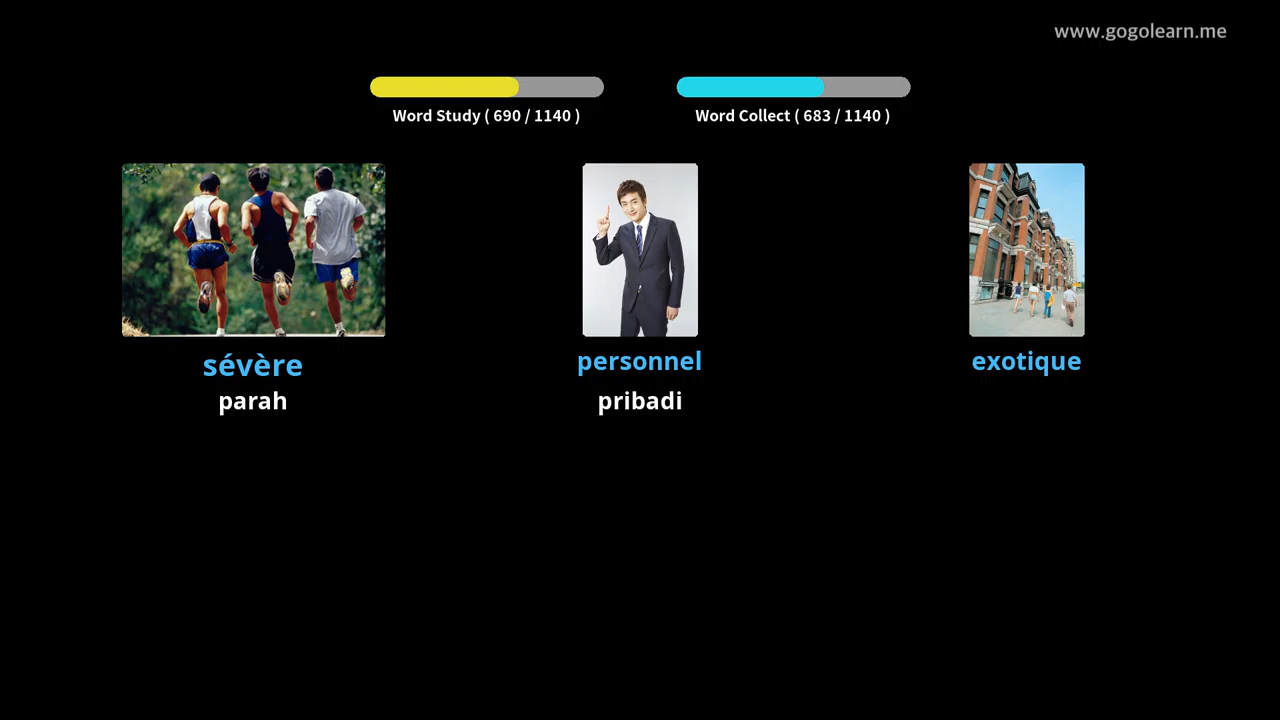 www.gogolearn.me
Word Study ( 690 / 1140 )
Word Collect ( 683 / 1140 )
sévère
personnel
exotique
parah
pribadi